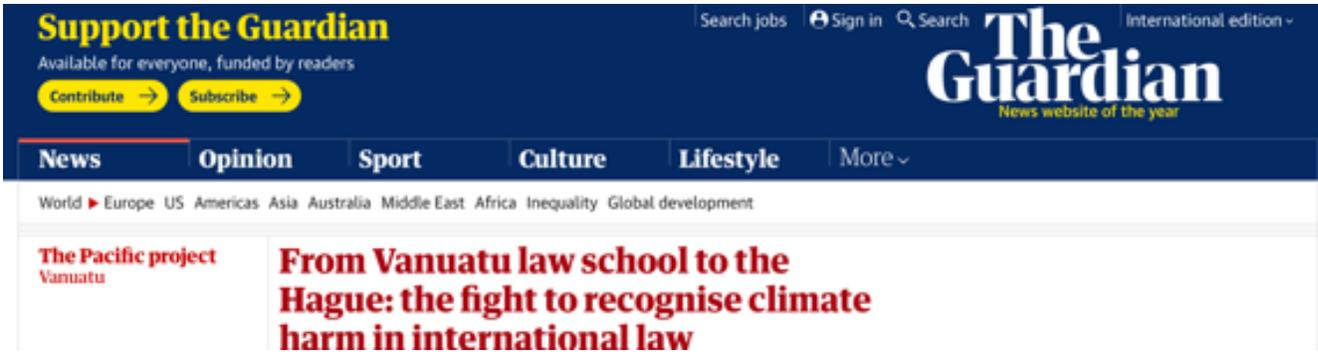 Support the Guardian
Available for everyone, funded by readers
Contribute → Subscribe →
Search jobs Sign in Search International edition
The
Guardian
News website of the year
News Opinion Sport Culture Lifestyle More
World ▶ Europe US Americas Asia Australia Middle East Africa Inequality Global development
The Pacific project
Vanuatu
From Vanuatu law school to the
Hague: the fight to recognise climate
harm in international law